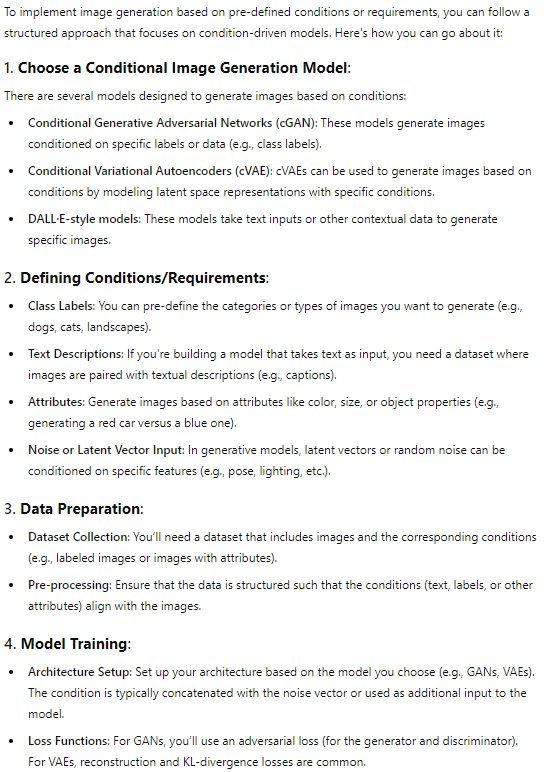 To implement image generation based on pre-defined conditions or requirements, you can follow a
structured approach that focuses on condition-driven models. Here's how you can go about it:
1. Choose a Conditional Image Generation Model:
There are several models designed to generate images based on conditions:
• Conditional Generative Adversarial Networks (cGAN): These models generate images
conditioned on specific labels or data (e.g., class labels).
• Conditional Variational Autoencoders (cVAE): cVAEs can be used to generate images based on
conditions by modeling latent space representations with specific conditions.
• DALL·E-style models: These models take text inputs or other contextual data to generate
specific images.
2. Defining Conditions/Requirements:
• Class Labels: You can pre-define the categories or types of images you want to generate (e.g.,
dogs, cats, landscapes).
• Text Descriptions: If you're building a model that takes text as input, you need a dataset where
images are paired with textual descriptions (e.g., captions).
• Attributes: Generate images based on attributes like color, size, or object properties (e.g.,
generating a red car versus a blue one).
• Noise or Latent Vector Input: In generative models, latent vectors or random noise can be
conditioned on specific features (e.g., pose, lighting, etc.).
3. Data Preparation:
• Dataset Collection: You'll need a dataset that includes images and the corresponding conditions
(e.g., labeled images or images with attributes).
• Pre-processing: Ensure that the data is structured such that the conditions (text, labels, or other
attributes) align with the images.
4. Model Training:
• Architecture Setup: Set up your architecture based on the model you choose (e.g., GANs, VAEs).
The condition is typically concatenated with the noise vector or used as additional input to the
model.
• Loss Functions: For GANs, you'll use an adversarial loss (for the generator and discriminator).
For VAEs, reconstruction and KL-divergence losses are common.